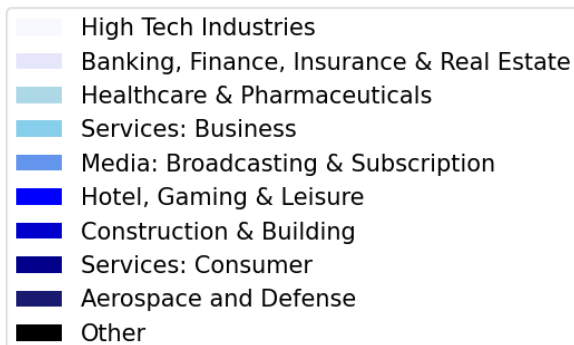 High Tech Industries
Banking, Finance, Insurance & Real Estate
Healthcare & Pharmaceuticals
Services: Business
Media: Broadcasting & Subscription
Hotel, Gaming & Leisure
Construction & Building
Services: Consumer
Aerospace and Defense
Other